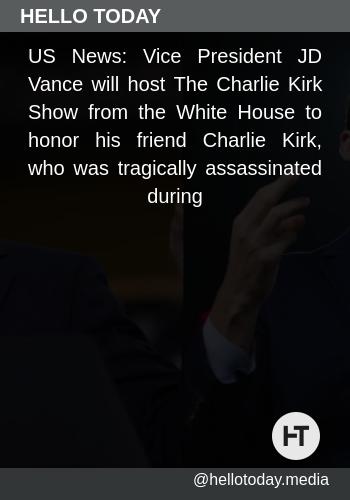 HELLO TODAY
US News: Vice President JD
Vance will host The Charlie Kirk
Show from the White House to
honor his friend Charlie Kirk,
who was tragically assassinated
during
HT
@hellotoday.media